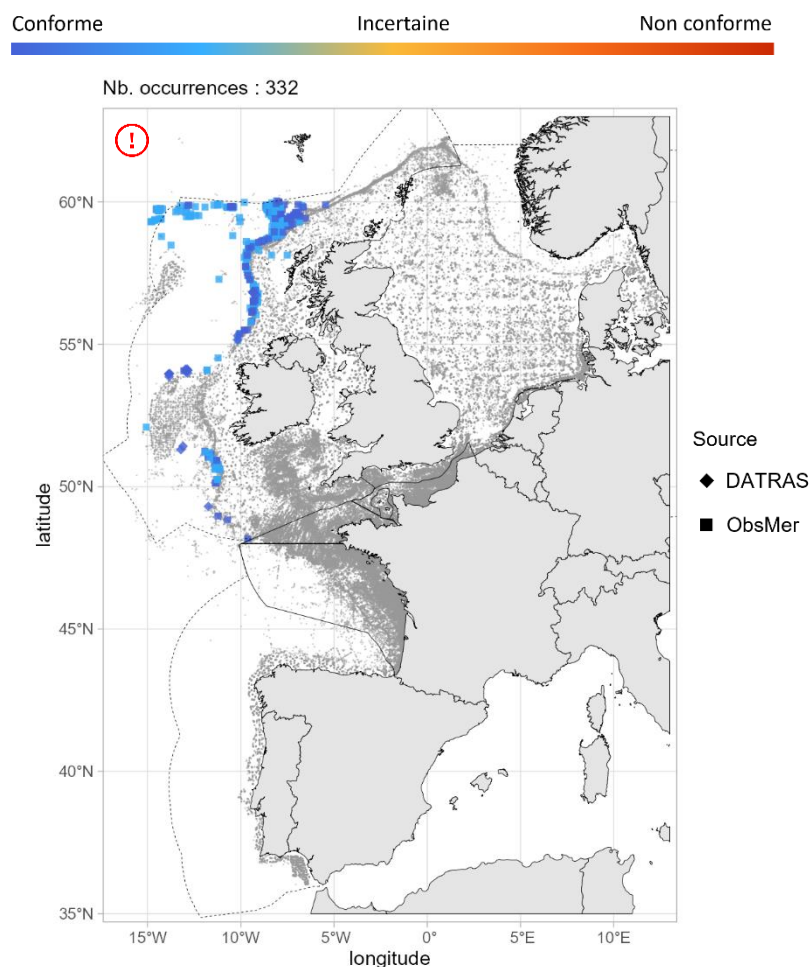 Conforme Incertaine Non conforme
Nb. occurrences : 332
!
60°N
55°N
50°N
45°N
40°N
35°N
latitude
15°W 10°W 5°W 0° 5°E 10°E
longitude
Source
DATRAS
ObsMer